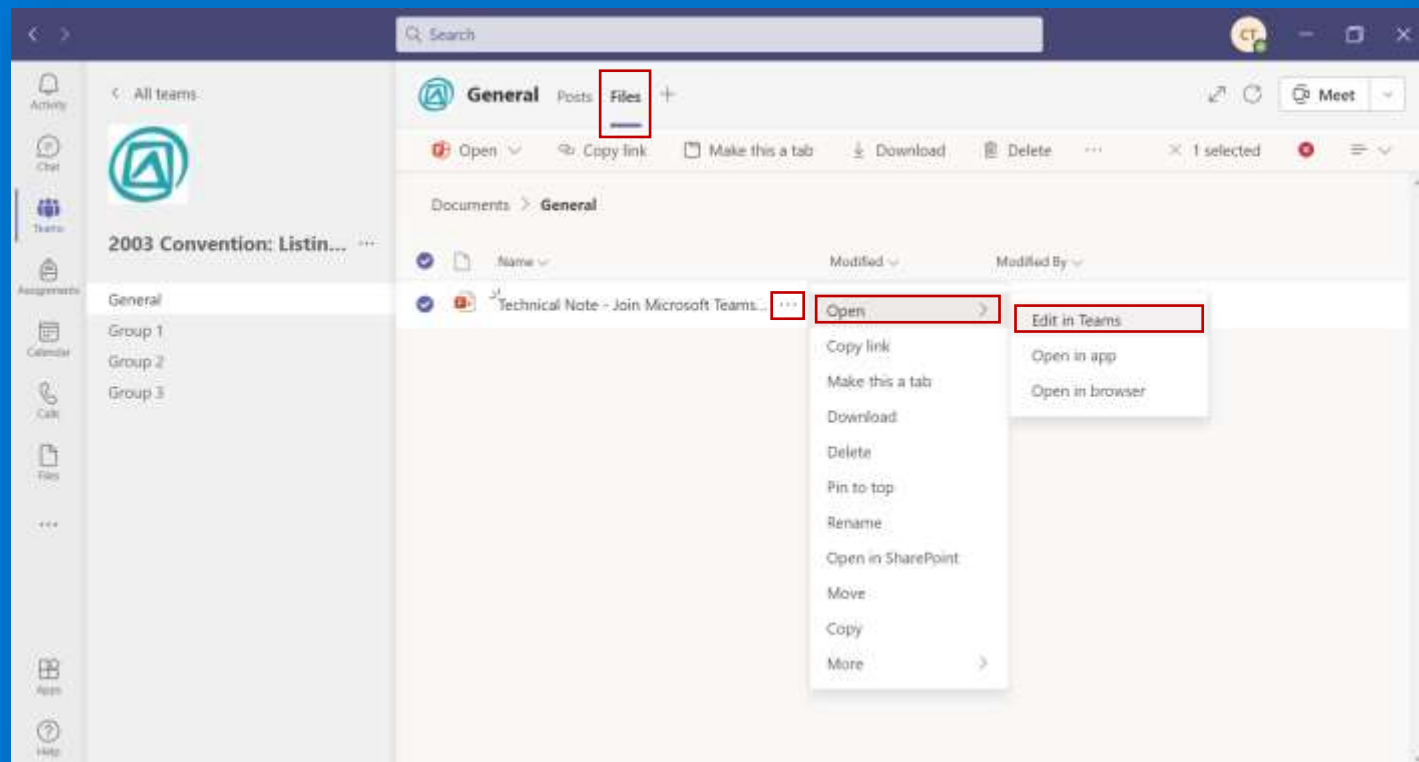 Search
CT
Activity
Chat
Teams
Assignments
Calendar
Calls
Files
Apps
Help
All teams
2003 Convention: Listin... ...
General
Group 1
Group 2
Group 3
General Posts Files +
Meet
Open Copy link Make this a tab Download Delete ... 1 selected
Documents > General
Name Modified Modified By
Technical Note - Join Microsoft Teams... ...
Open
Copy link
Make this a tab
Download
Delete
Pin to top
Rename
Open in SharePoint
Move
Copy
More
Edit in Teams
Open in app
Open in browser